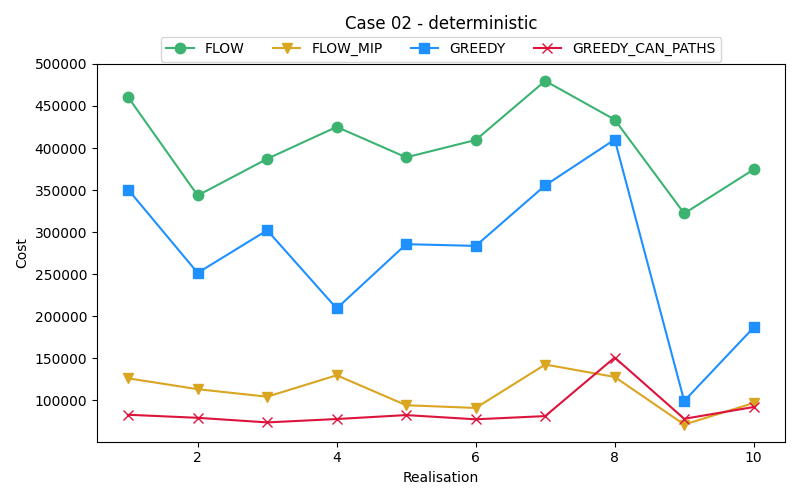 Case 02 - deterministic
FLOW FLOW_MIP GREEDY GREEDY_CAN_PATHS
500000
450000
400000
350000
300000
250000
200000
150000
100000
Cost
2 4 6 8 10
Realisation